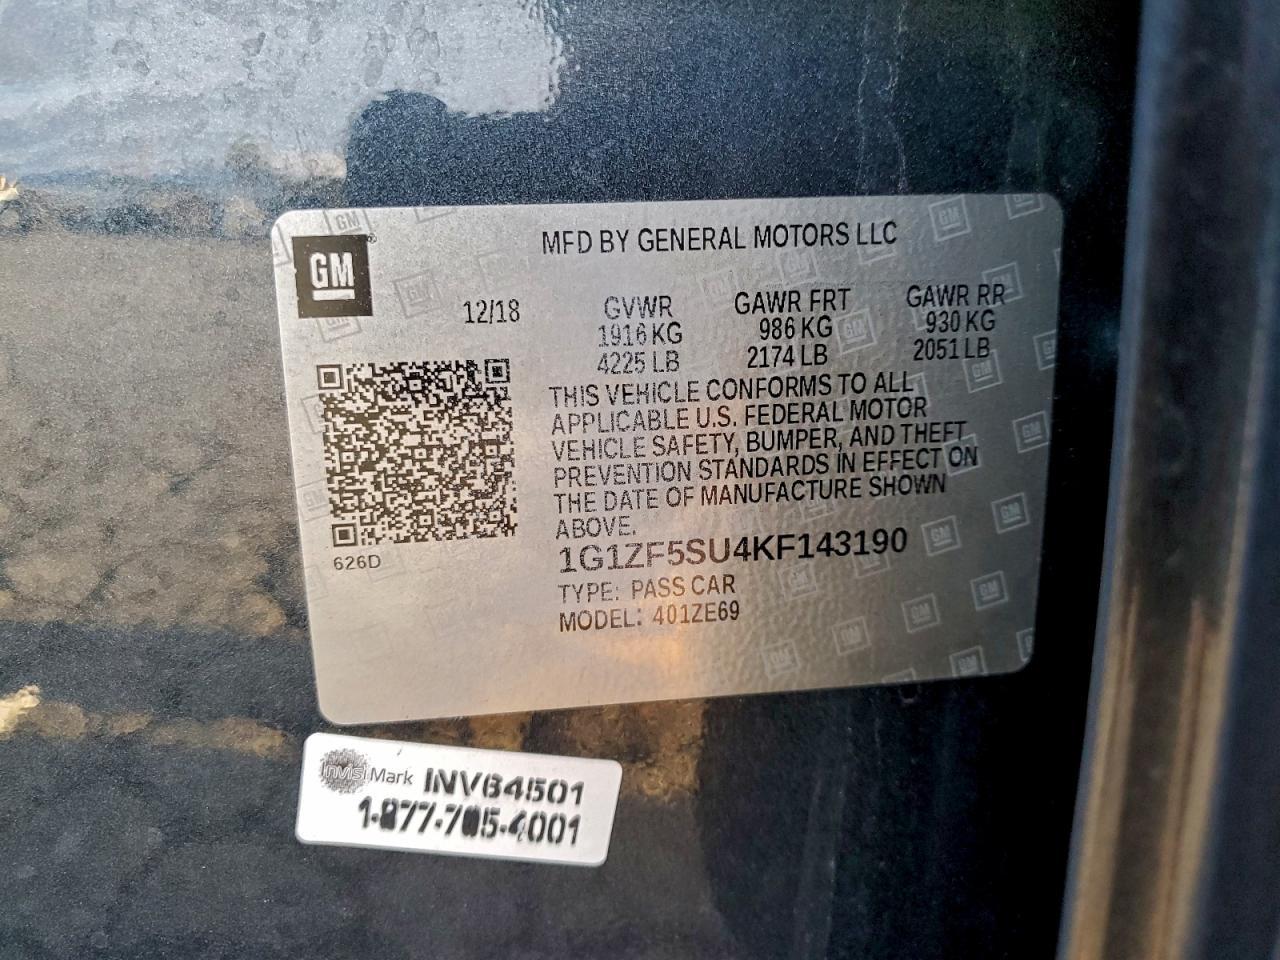 GM
MFD BY GENERAL MOTORS LLC
12/18
GVWR GAWR FRT GAWR RR
1916 KG 986 KG 930 KG
4225 LB 2174 LB 2051 LB
THIS VEHICLE CONFORMS TO ALL
APPLICABLE U.S. FEDERAL MOTOR
VEHICLE SAFETY, BUMPER, AND THEFT
PREVENTION STANDARDS IN EFFECT ON
THE DATE OF MANUFACTURE SHOWN
ABOVE.
626D
1G1ZF5SU4KF143190
TYPE: PASS CAR
MODEL: 401ZE69
InvisiMark INV64501
1-877-705-4001